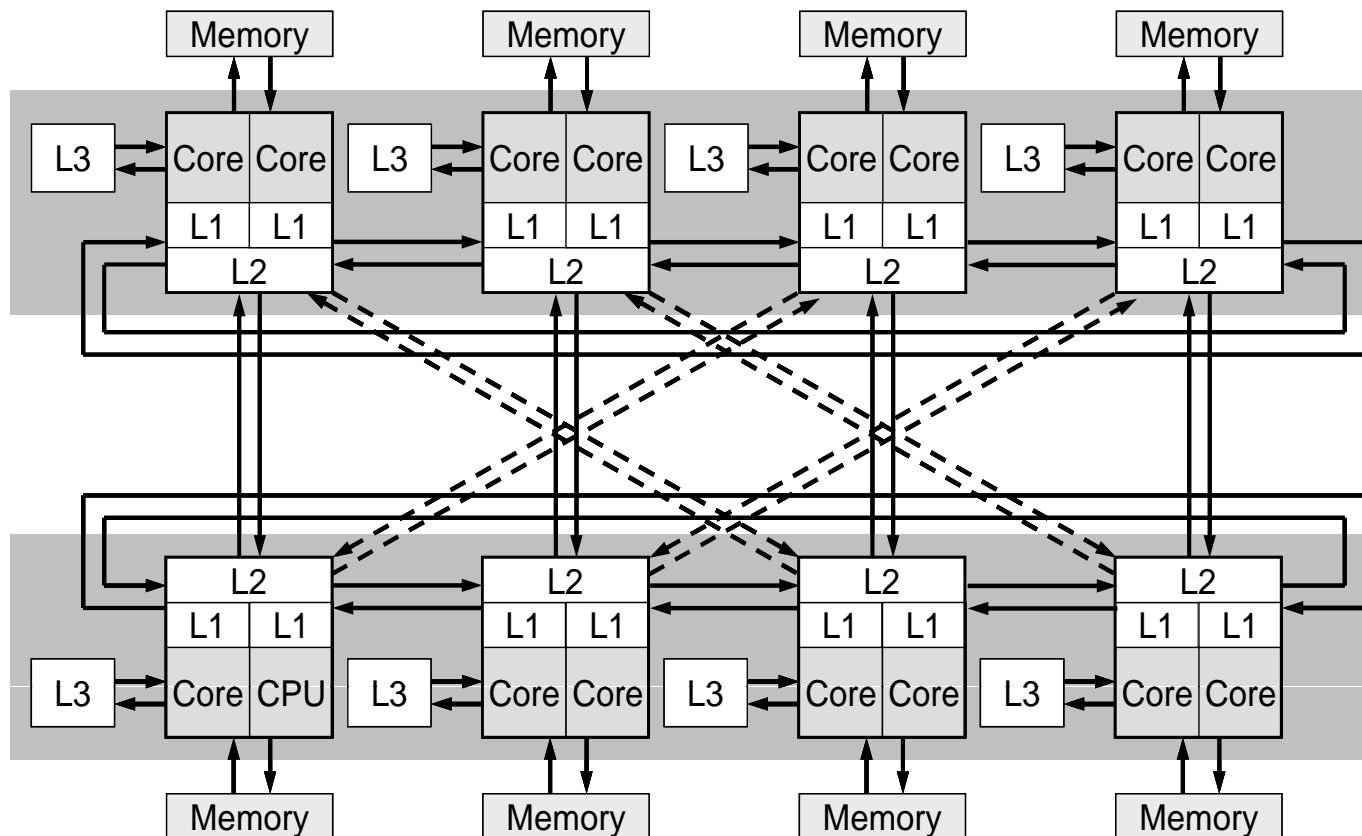 Memory Memory Memory Memory
L3 Core Core L3 Core Core L3 Core Core L3 Core Core
L1 L1 L1 L1 L1 L1 L1 L1
L2 L2 L2 L2
L2 L2 L2 L2
L1 L1 L1 L1 L1 L1 L1 L1
L3 Core CPU L3 Core Core L3 Core Core L3 Core Core
Memory Memory Memory Memory